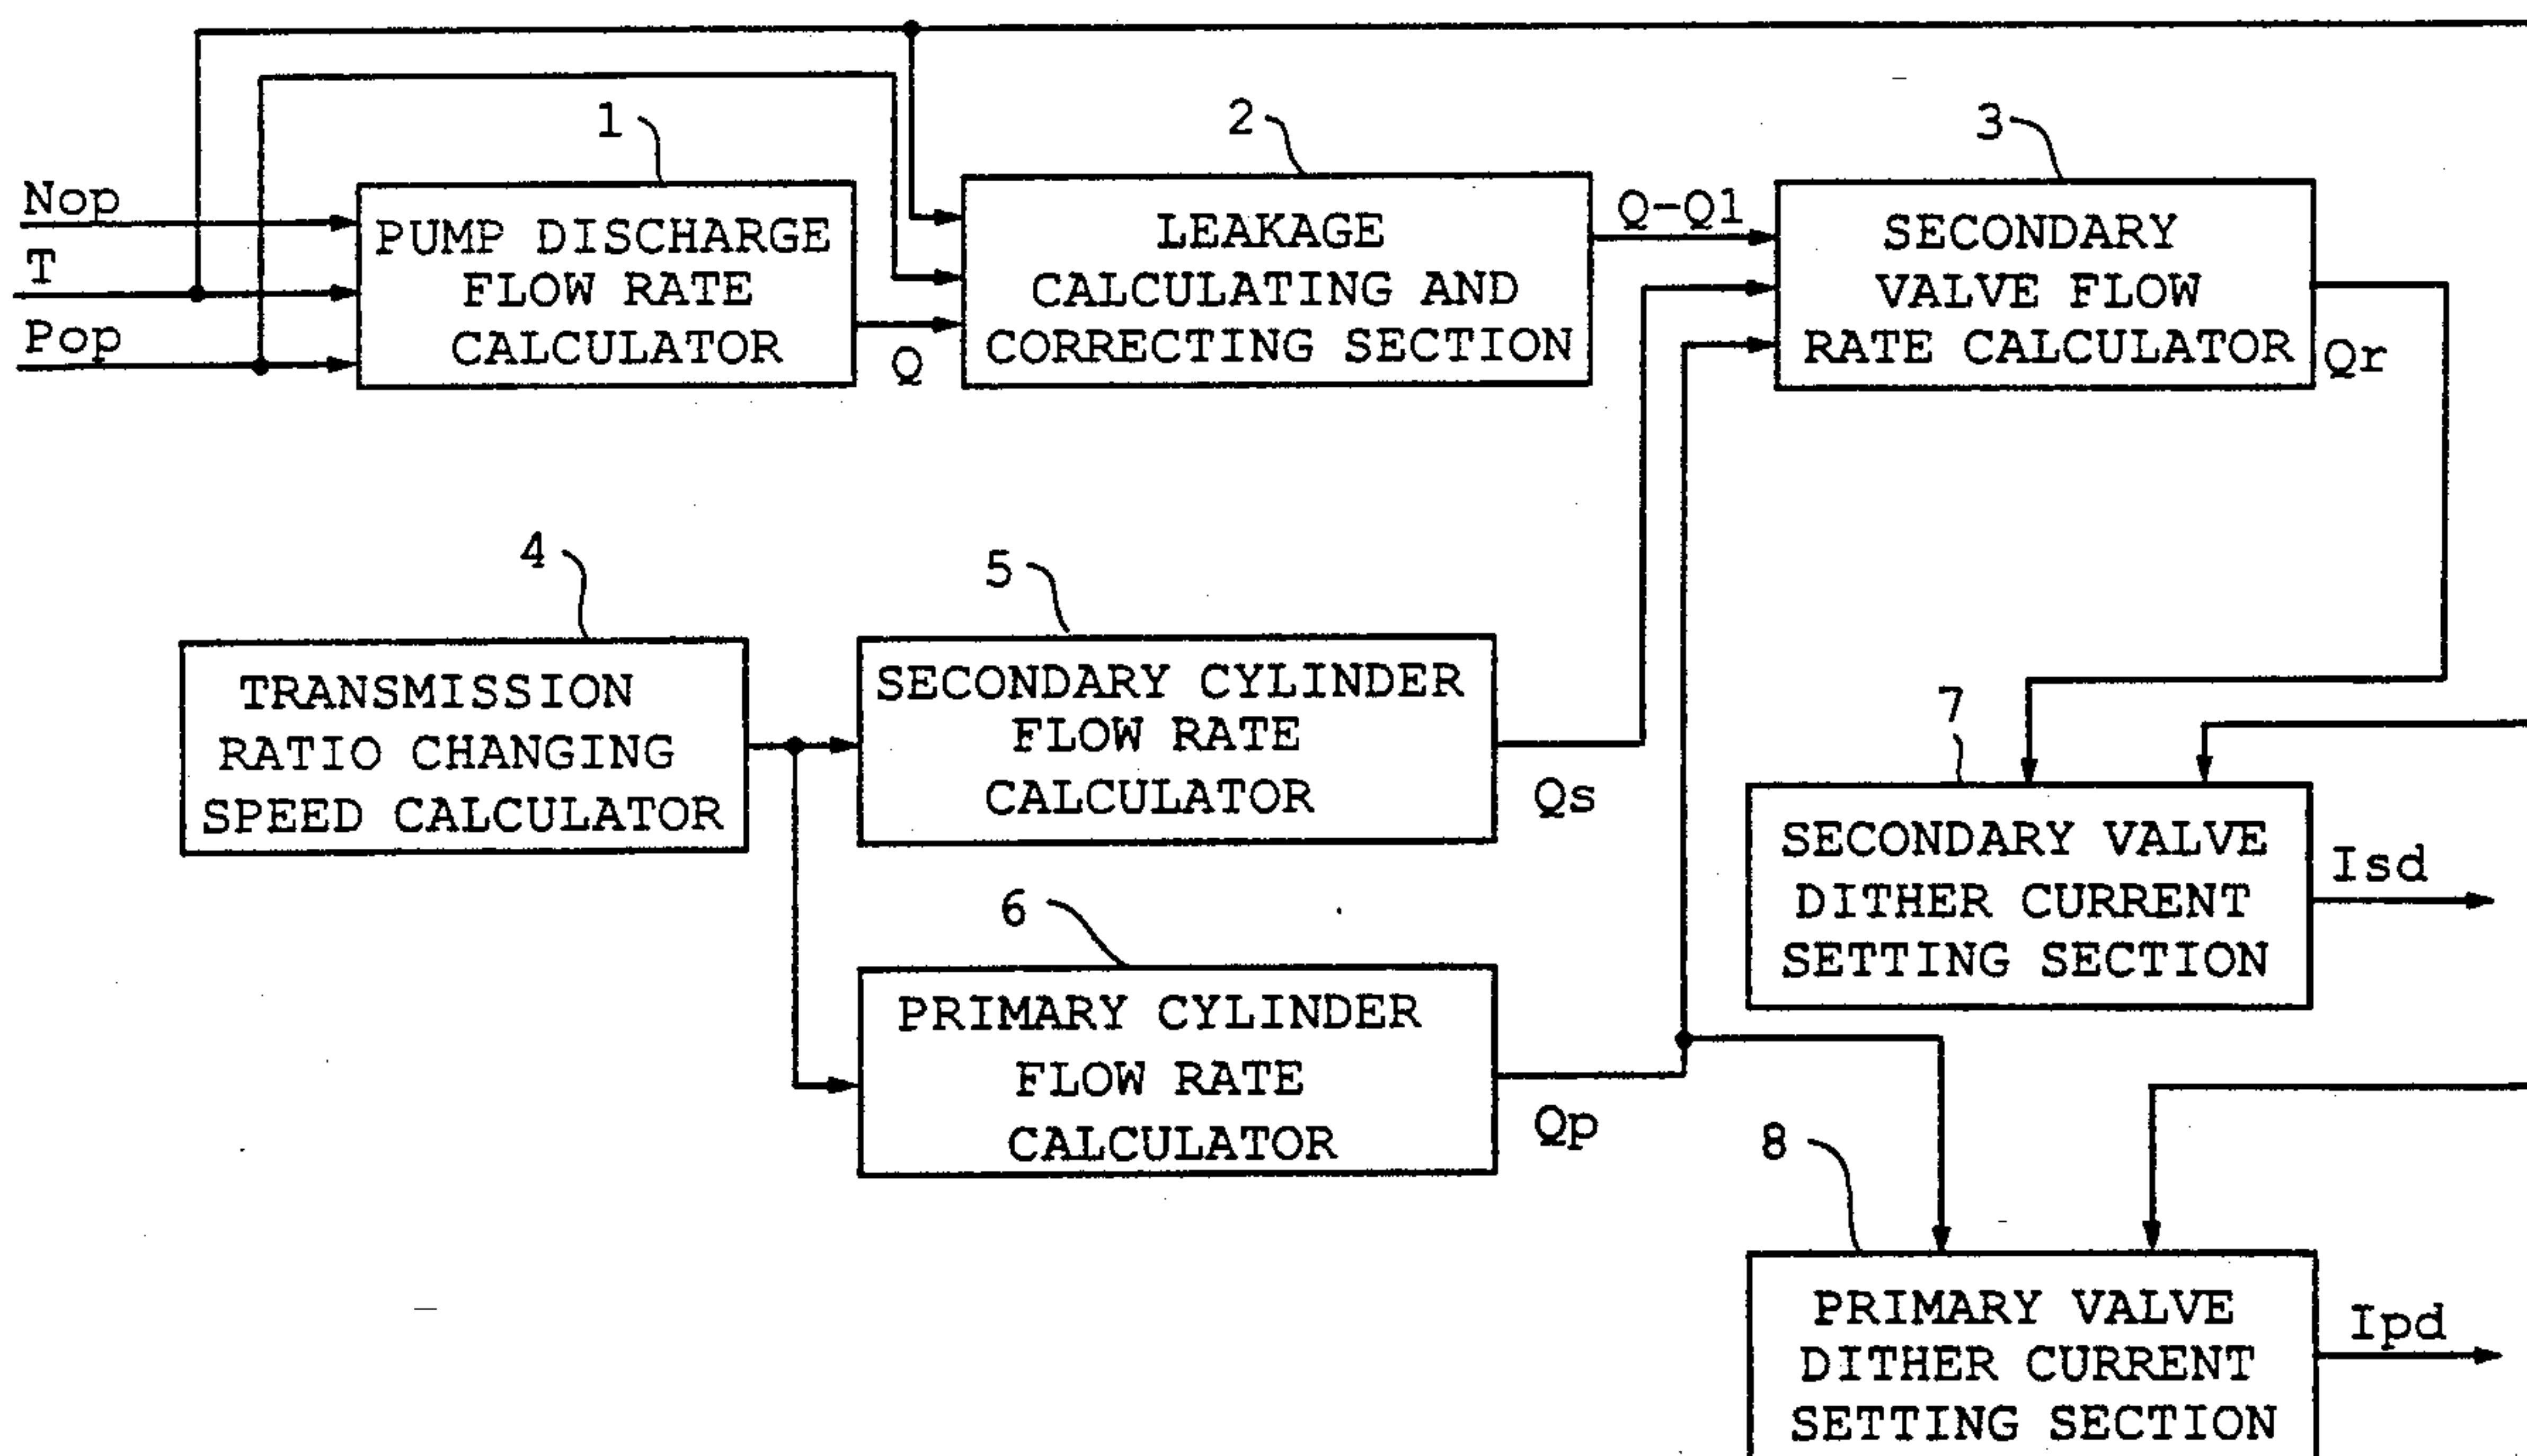 1
2
3
Nop
T
Pop
PUMP DISCHARGE
FLOW RATE
CALCULATOR
Q
LEAKAGE
CALCULATING AND
CORRECTING SECTION
Q-Q1
SECONDARY
VALVE FLOW
RATE CALCULATOR
Qr
4
5
TRANSMISSION
RATIO CHANGING
SPEED CALCULATOR
SECONDARY CYLINDER
FLOW RATE
CALCULATOR
Qs
7
SECONDARY VALVE
DITHER CURRENT
SETTING SECTION
Isd
6
PRIMARY CYLINDER
FLOW RATE
CALCULATOR
Qp
8
PRIMARY VALVE
DITHER CURRENT
SETTING SECTION
Ipd